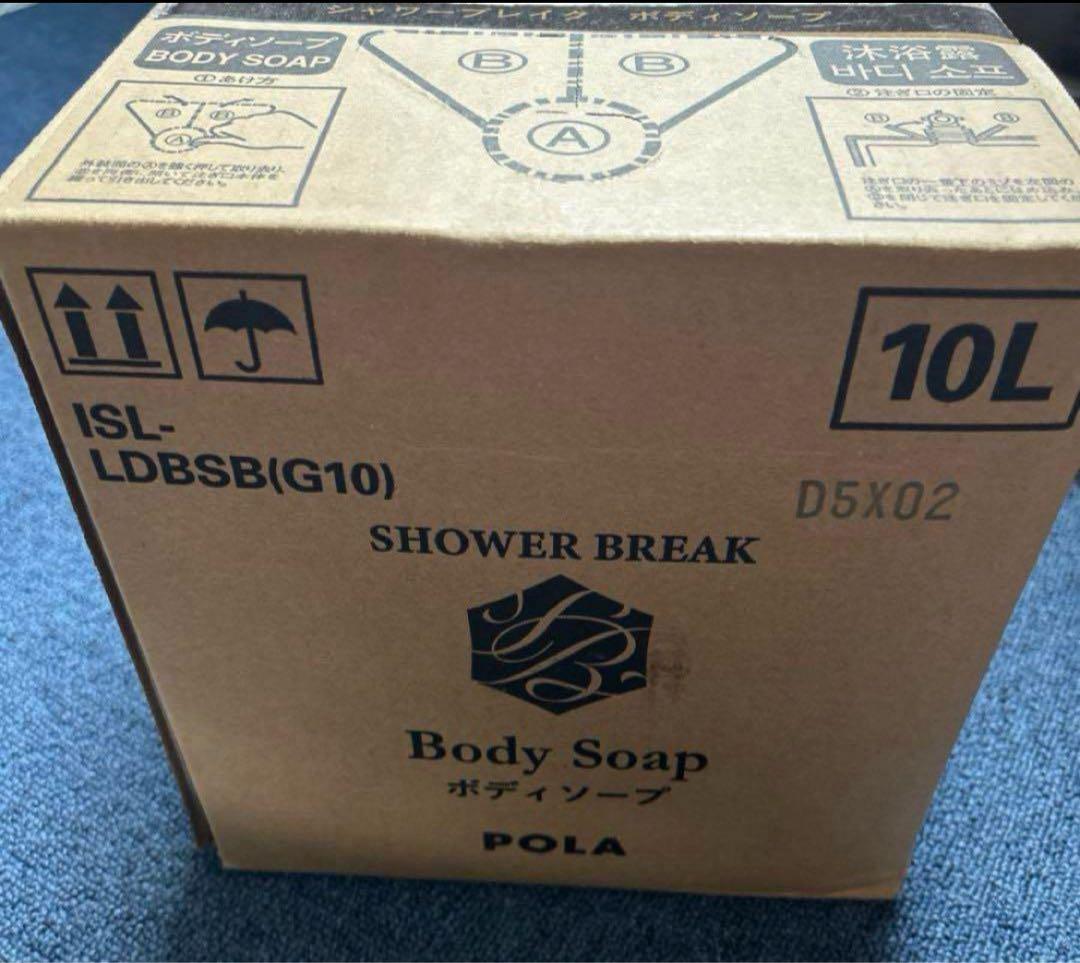 シャワーブレイク ボディソープ
ボディソープ
BODY SOAP
①あけ方
B
B
A
沐浴露
바디 소프
②注ぎ口の固定
B
B
A
B
B
ISL-
LDBSB(G10)
10L
D5X02
SHOWER BREAK
SB
Body Soap
ボディソープ
POLA